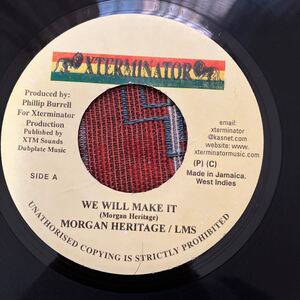 XTERMINATOR
Produced by:
Phillip Burrell
For Xterminator
Production
Published by
XTM Sounds
Dubplate Music
SIDE A
email:
xterminator
@kasnet.com
www.
xterminatormusic.com
(P) (C)
Made in Jamaica.
West Indies
WE WILL MAKE IT
(Morgan Heritage)
MORGAN HERITAGE / LMS
UNAUTHORISED COPYING IS STRICTLY PROHIBITED